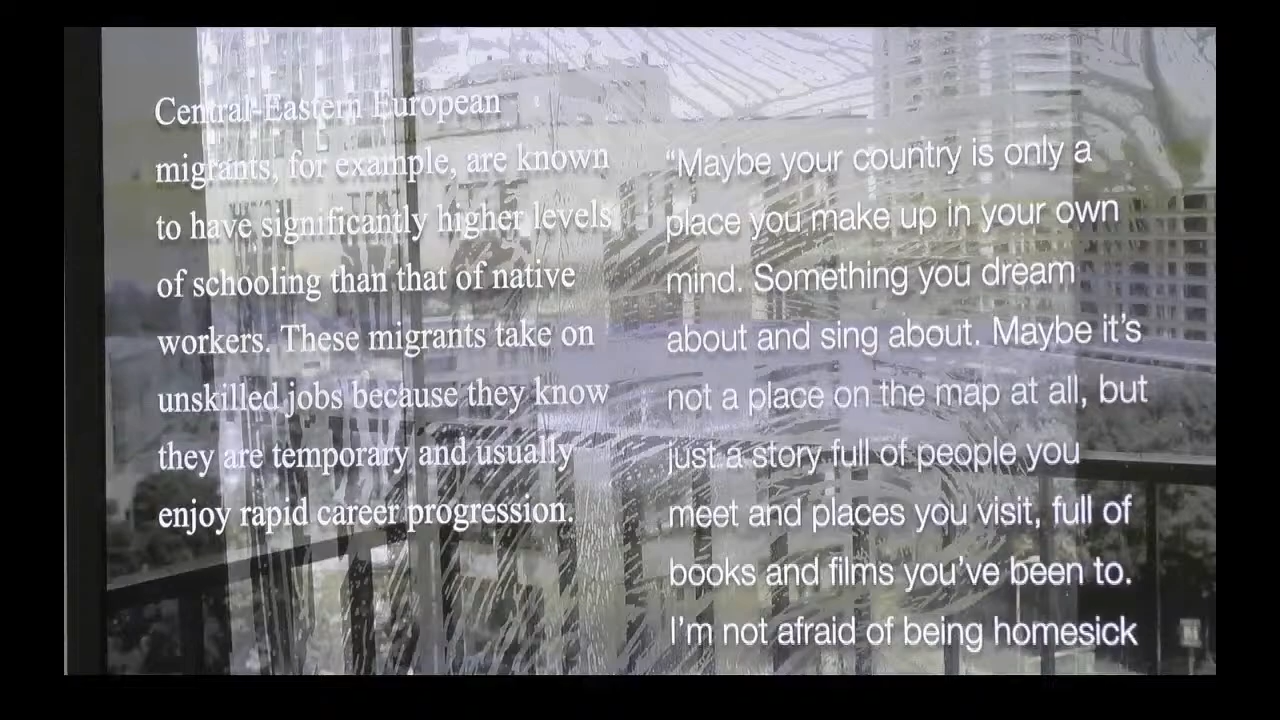 Central-Eastern European
migrants, for example, are known
to have significantly higher levels
of schooling than that of native
workers. These migrants take on
unskilled jobs because they know
they are temporary and usually
enjoy rapid career progression.
“Maybe your country is only a
place you make up in your own
mind. Something you dream
about and sing about. Maybe it’s
not a place on the map at all, but
just a story full of people you
meet and places you visit, full of
books and films you’ve been to.
I’m not afraid of being homesick